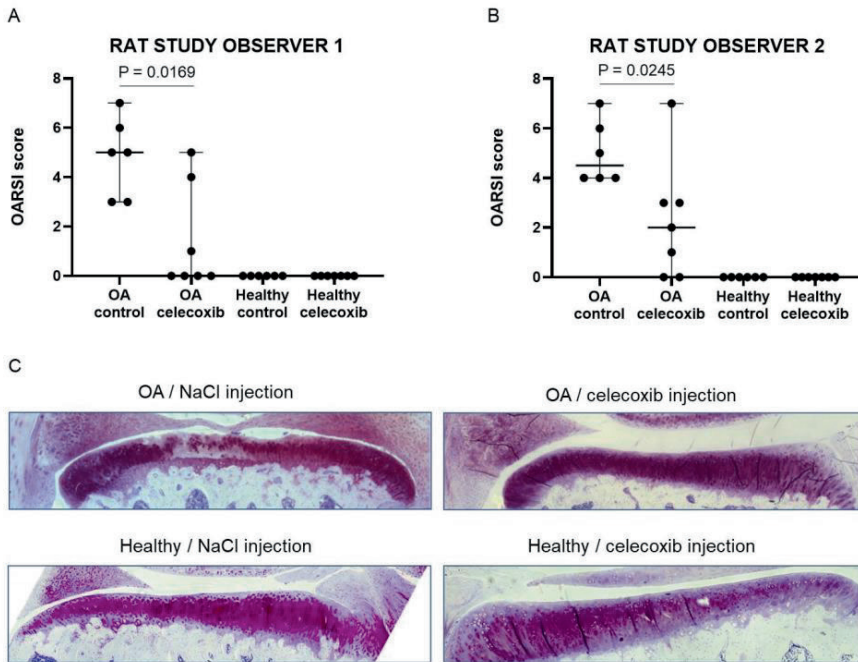 A
RAT STUDY OBSERVER 1
P = 0.0169
OARSI score
8
6
4
2
0
OA control
OA celecoxib
Healthy control
Healthy celecoxib
B
RAT STUDY OBSERVER 2
P = 0.0245
OARSI score
8
6
4
2
0
OA control
OA celecoxib
Healthy control
Healthy celecoxib
C
OA / NaCl injection
OA / celecoxib injection
Healthy / NaCl injection
Healthy / celecoxib injection